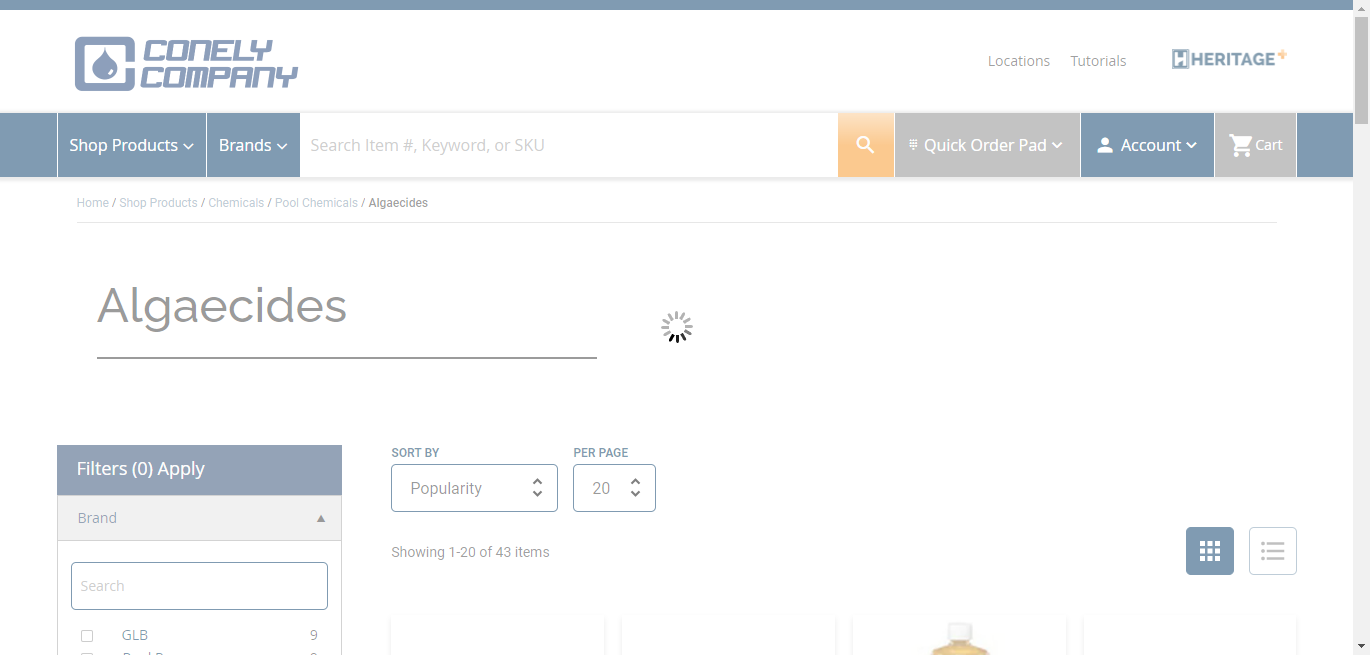 CONELY
COMPANY
Locations
Tutorials
HERITAGE+
Shop Products
Brands
Search Item #, Keyword, or SKU
Quick Order Pad
Account
Cart
Home / Shop Products / Chemicals / Pool Chemicals / Algaecides
Algaecides
Filters (0) Apply
Brand
Search
GLB 9
SORT BY
PER PAGE
Popularity
20
Showing 1-20 of 43 items